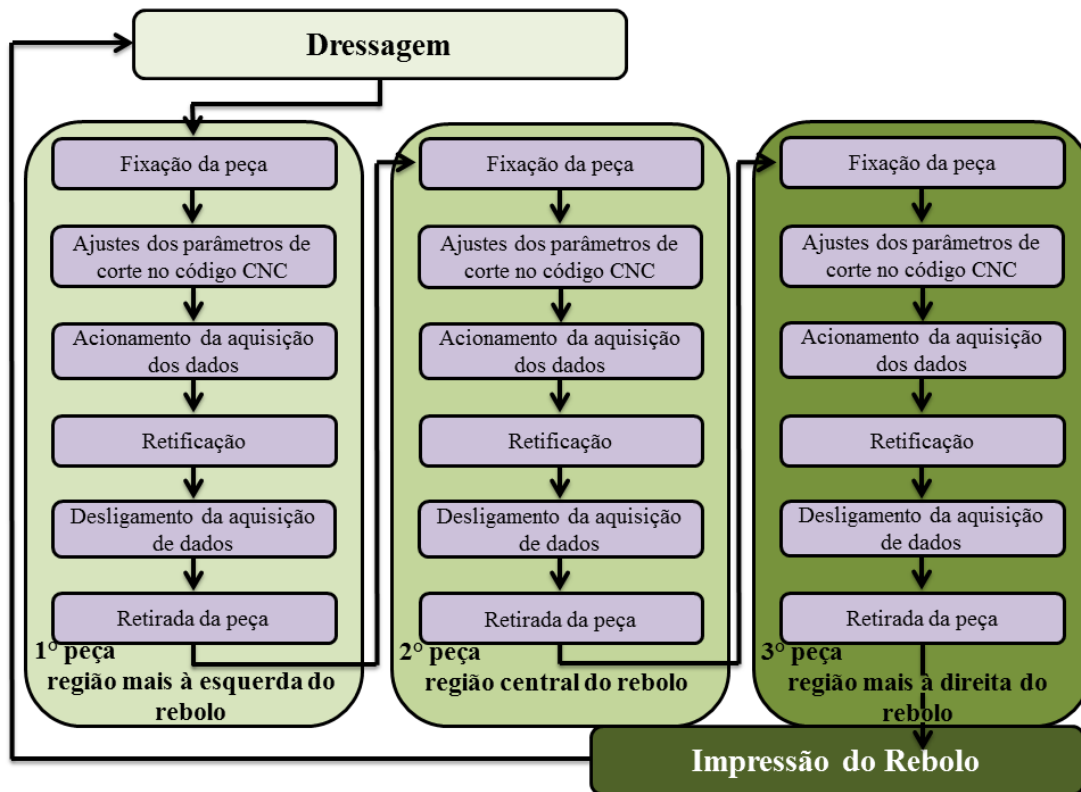 Dressagem
Fixação da peça
Ajustes dos parâmetros de
corte no código CNC
Acionamento da aquisição
dos dados
Retificação
Desligamento da aquisição
de dados
Retirada da peça
1° peça
região mais à esquerda do
rebolo
Fixação da peça
Ajustes dos parâmetros de
corte no código CNC
Acionamento da aquisição
dos dados
Retificação
Desligamento da aquisição
de dados
Retirada da peça
2° peça
região central do rebolo
Fixação da peça
Ajustes dos parâmetros de
corte no código CNC
Acionamento da aquisição
dos dados
Retificação
Desligamento da aquisição
de dados
Retirada da peça
3° peça
região mais à direita do
rebolo
Impressão do Rebolo